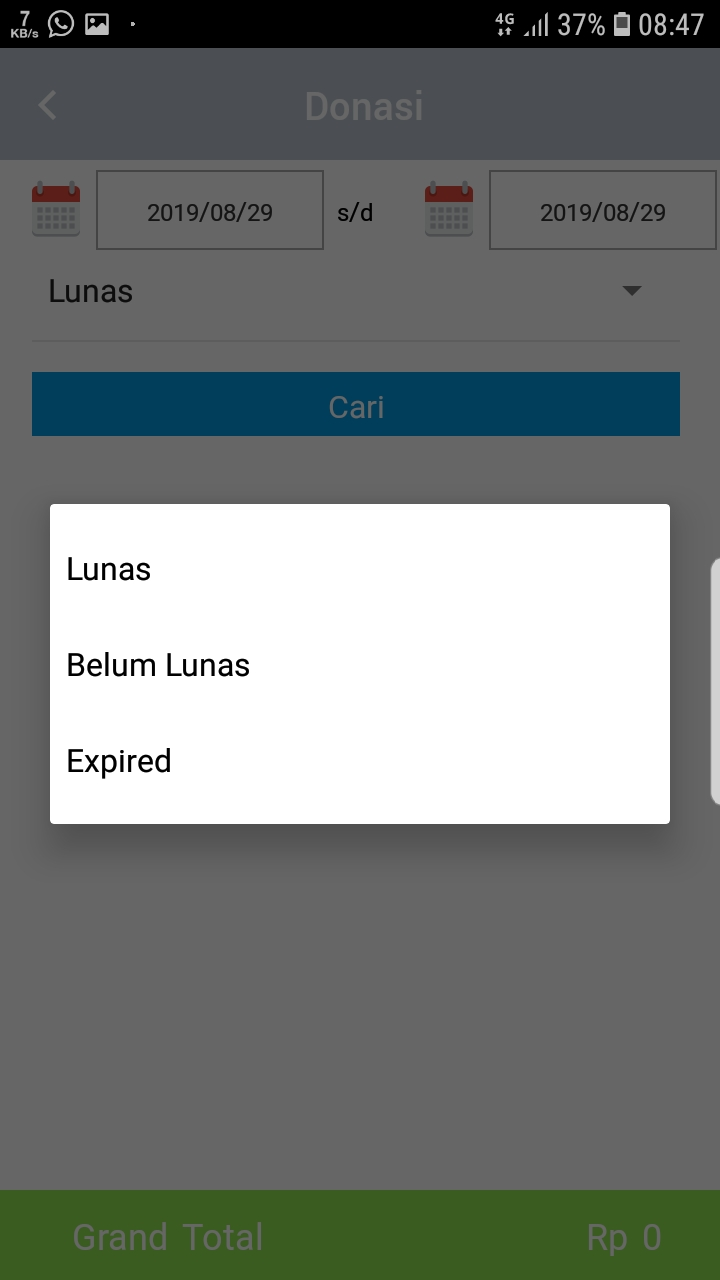 7 KB/s 4G 37% 08:47
Donasi
2019/08/29 s/d 2019/08/29
Lunas
Cari
Lunas
Belum Lunas
Expired
Grand Total Rp 0